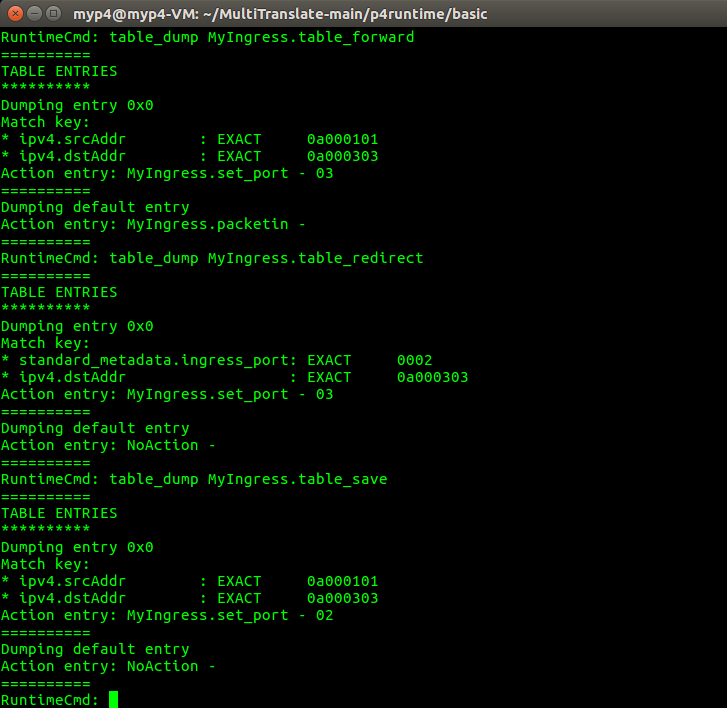 myp4@myp4-VM: ~/MultiTranslate-main/p4runtime/basic
RuntimeCmd: table_dump MyIngress.table_forward
==========
TABLE ENTRIES
**********
Dumping entry 0x0
Match key:
* ipv4.srcAddr        : EXACT     0a000101
* ipv4.dstAddr        : EXACT     0a000303
Action entry: MyIngress.set_port - 03
==========
Dumping default entry
Action entry: MyIngress.packetin -
==========
RuntimeCmd: table_dump MyIngress.table_redirect
==========
TABLE ENTRIES
**********
Dumping entry 0x0
Match key:
* standard_metadata.ingress_port: EXACT     0002
* ipv4.dstAddr                  : EXACT     0a000303
Action entry: MyIngress.set_port - 03
==========
Dumping default entry
Action entry: NoAction -
==========
RuntimeCmd: table_dump MyIngress.table_save
==========
TABLE ENTRIES
**********
Dumping entry 0x0
Match key:
* ipv4.srcAddr        : EXACT     0a000101
* ipv4.dstAddr        : EXACT     0a000303
Action entry: MyIngress.set_port - 02
==========
Dumping default entry
Action entry: NoAction -
==========
RuntimeCmd: